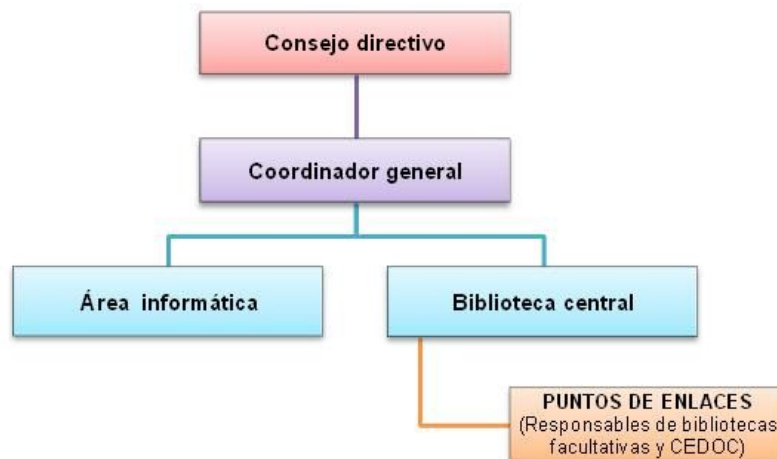 Consejo directivo
Coordinador general
Área informática
Biblioteca central
PUNTOS DE ENLACES
(Responsables de bibliotecas
facultativas y CEDOC)